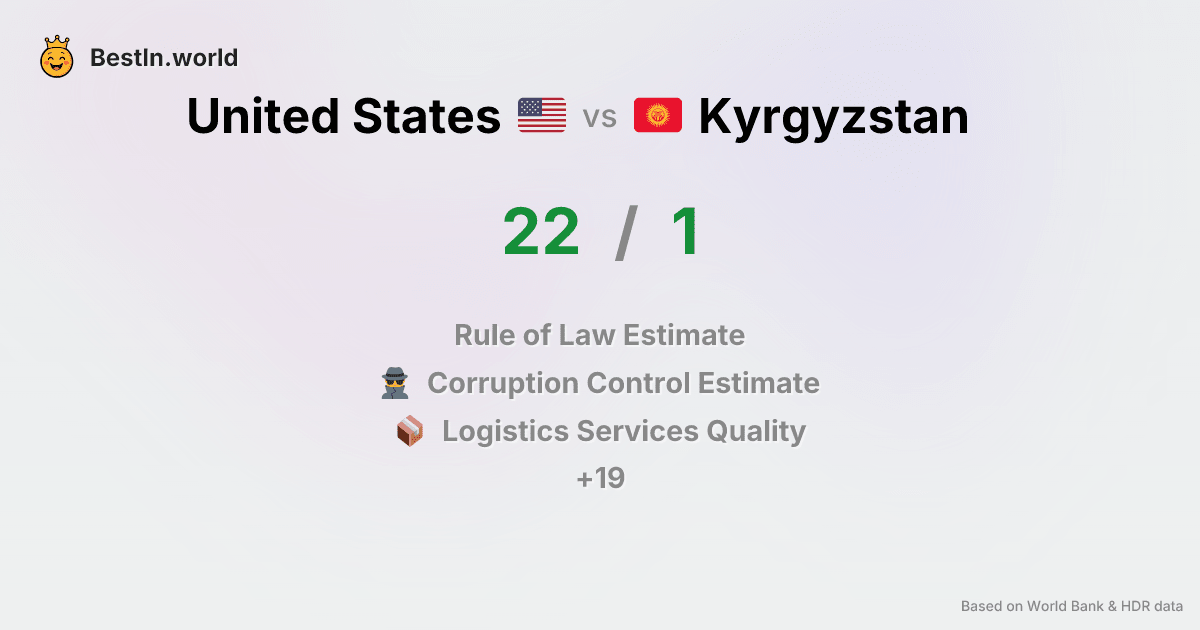 BestIn.world
United States vs Kyrgyzstan
22 / 1
Rule of Law Estimate
Corruption Control Estimate
Logistics Services Quality
+19
Based on World Bank & HDR data